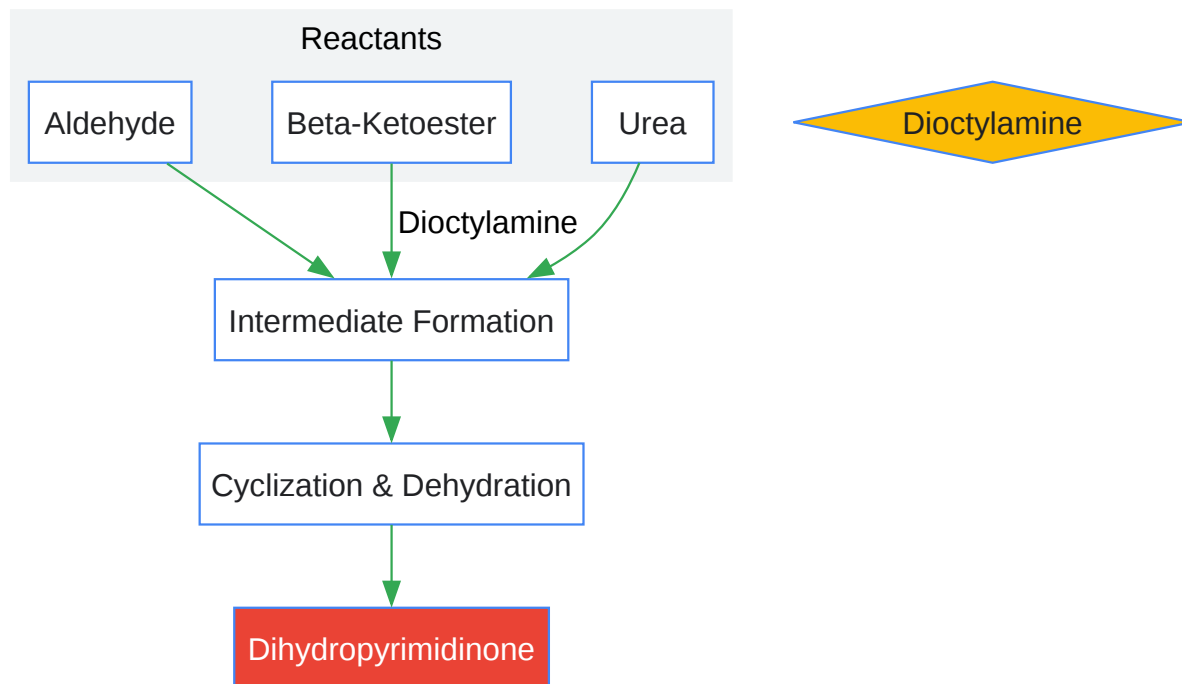 Reactants
Aldehyde
Beta-Ketoester
Urea
Dioctylamine
Dioctylamine
Intermediate Formation
Cyclization & Dehydration
Dihydropyrimidinone